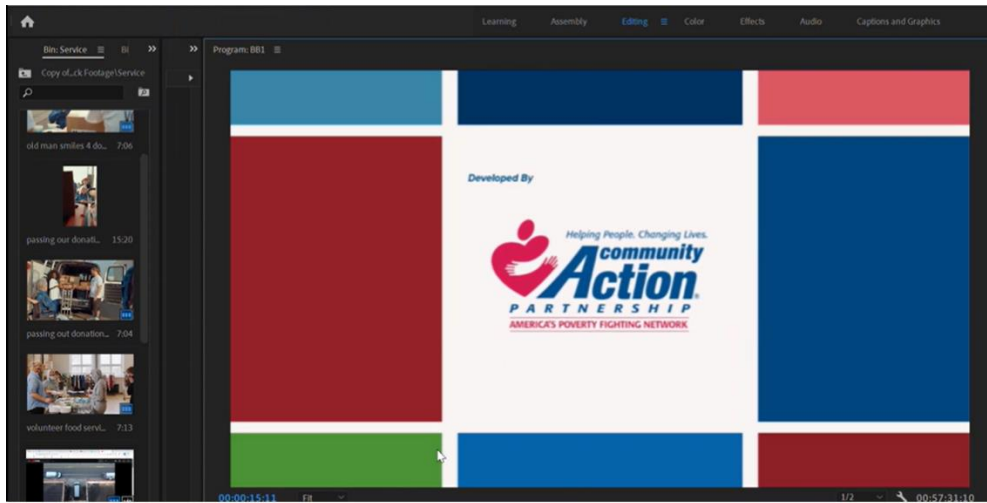 Learning Assembly Editing Color Effects Audio Captions and Graphics
Bin: Service Bi
Program: BB1
Copy of...ck Footage\Service
old man smiles 4 do... 7:06
passing our donati... 15:20
passing out donation... 7:04
volunteer food servi... 7:13
Developed By
Helping People. Changing Lives.
community
Action
PARTNERSHIP
AMERICA'S POVERTY FIGHTING NETWORK
00:00:15:11 Fit 1/2 00:57:31:10